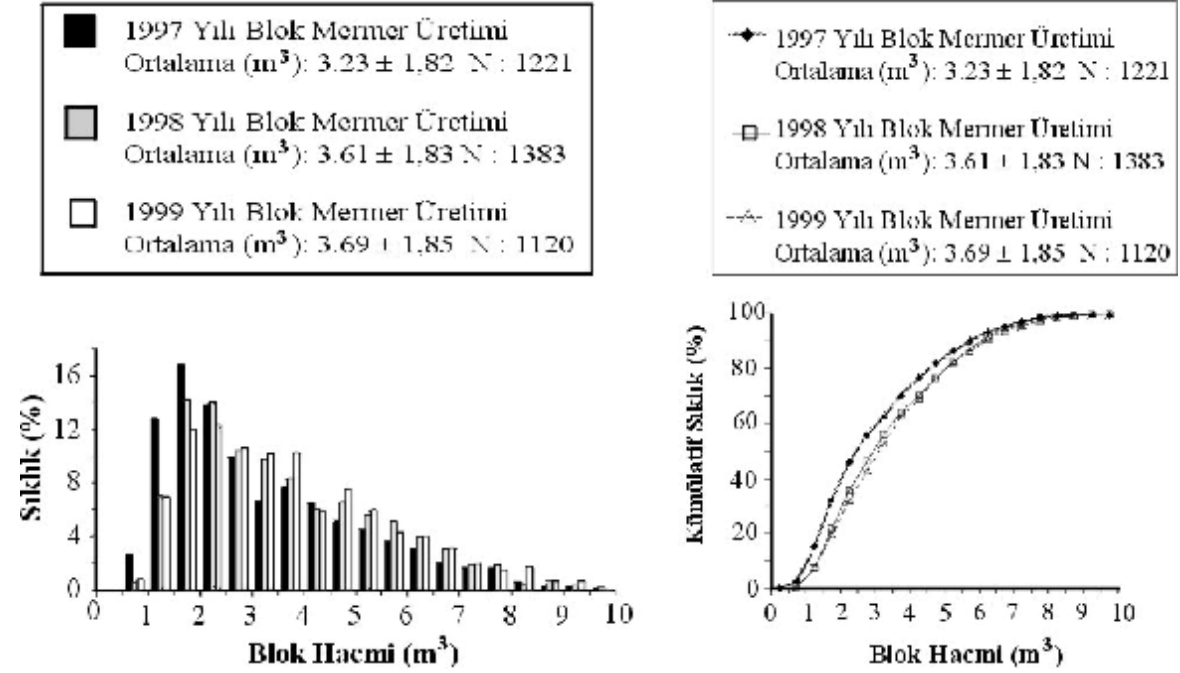 1997 Yılı Blok Mermer Üretimi
Ortalama (m³): 3.23 ± 1,82 N : 1221
1998 Yılı Blok Mermer Üretimi
Ortalama (m³): 3.61 ± 1,83 N : 1383
1999 Yılı Blok Mermer Üretimi
Ortalama (m³): 3.69 ± 1,85 N : 1120
Sıklık (%)
16
12
8
4
0
0 1 2 3 4 5 6 7 8 9 10
Blok Hacmi (m³)
1997 Yılı Blok Mermer Üretimi
Ortalama (m³): 3.23 ± 1,82 N : 1221
1998 Yılı Blok Mermer Üretimi
Ortalama (m³): 3.61 ± 1,83 N : 1383
1999 Yılı Blok Mermer Üretimi
Ortalama (m³): 3.69 ± 1,85 N : 1120
Kümülatif Sıklık (%)
100
80
60
40
20
0
0 1 2 3 4 5 6 7 8 9 10
Blok Hacmi (m³)